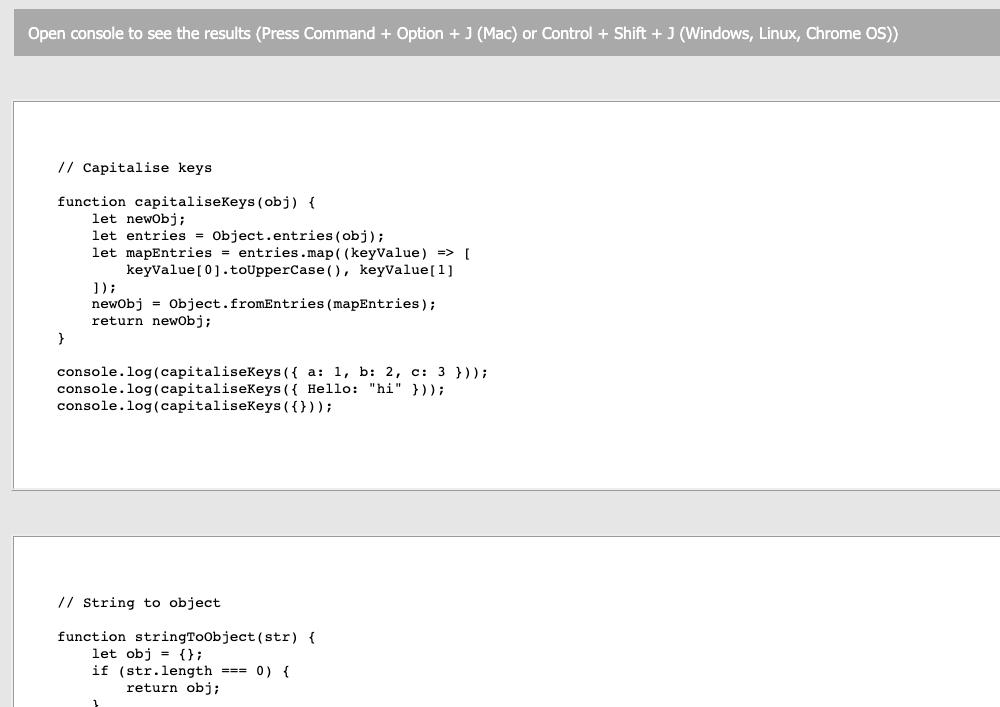 Open console to see the results (Press Command + Option + J (Mac) or Control + Shift + J (Windows, Linux, Chrome OS))
// Capitalise keys
function capitaliseKeys(obj) {
    let newObj;
    let entries = Object.entries(obj);
    let mapEntries = entries.map((keyValue) => [
        keyValue[0].toUpperCase(), keyValue[1]
    ]);
    newObj = Object.fromEntries(mapEntries);
    return newObj;
}
console.log(capitaliseKeys({ a: 1, b: 2, c: 3 }));
console.log(capitaliseKeys({ Hello: "hi" }));
console.log(capitaliseKeys({}));
// String to object
function stringToObject(str) {
    let obj = {};
    if (str.length === 0) {
        return obj;
    }